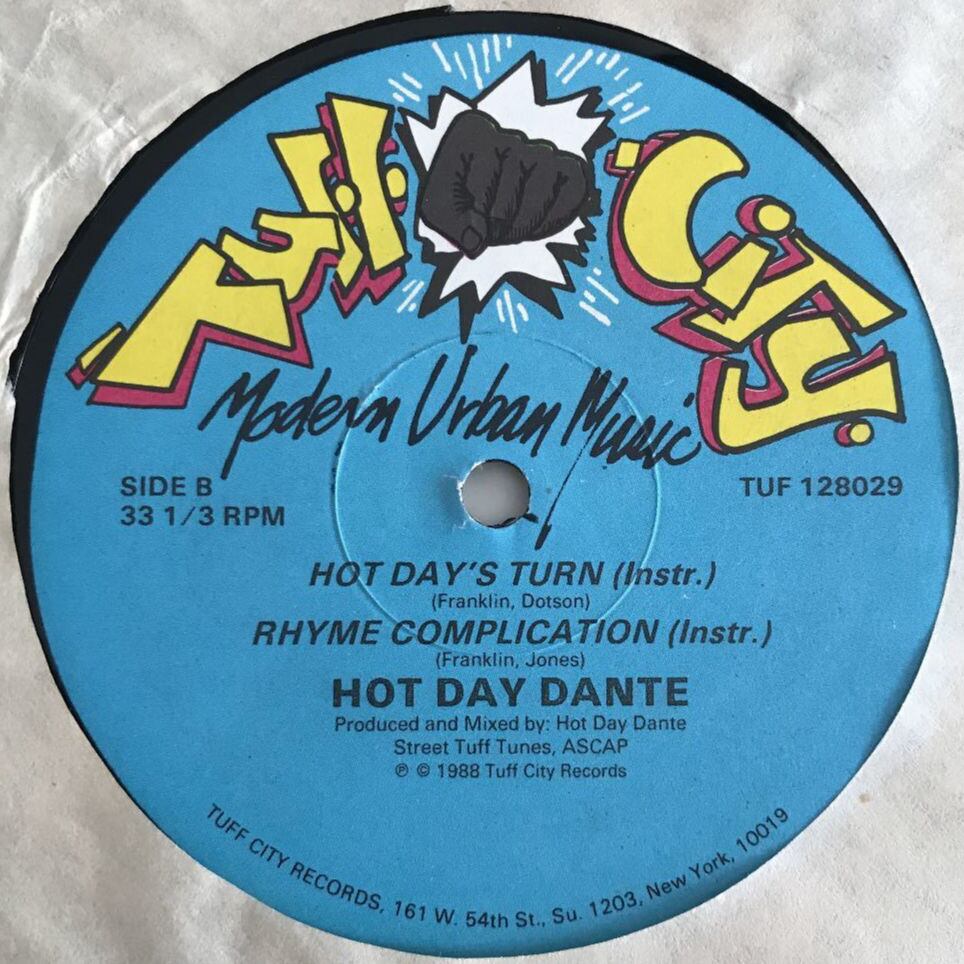 Tuff City
Modern Urban Music
SIDE B
33 1/3 RPM
TUF 128029
HOT DAY'S TURN (Instr.)
(Franklin, Dotson)
RHYME COMPLICATION (Instr.)
(Franklin, Jones)
HOT DAY DANTE
Produced and Mixed by: Hot Day Dante
Street Tuff Tunes, ASCAP
℗ © 1988 Tuff City Records
TUFF CITY RECORDS, 161 W. 54th St., Su. 1203, New York, 10019